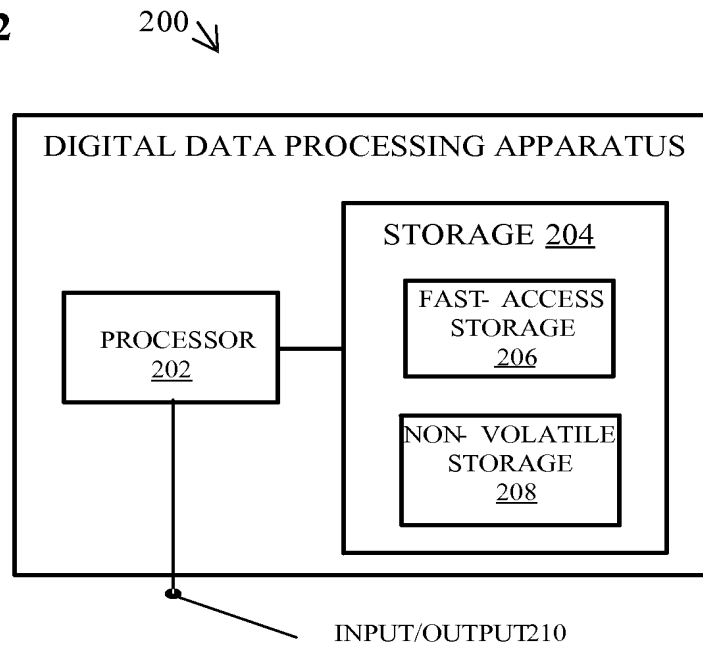 2
200
DIGITAL DATA PROCESSING APPARATUS
STORAGE 204
FAST- ACCESS
STORAGE
206
PROCESSOR
202
NON- VOLATILE
STORAGE
208
INPUT/OUTPUT210